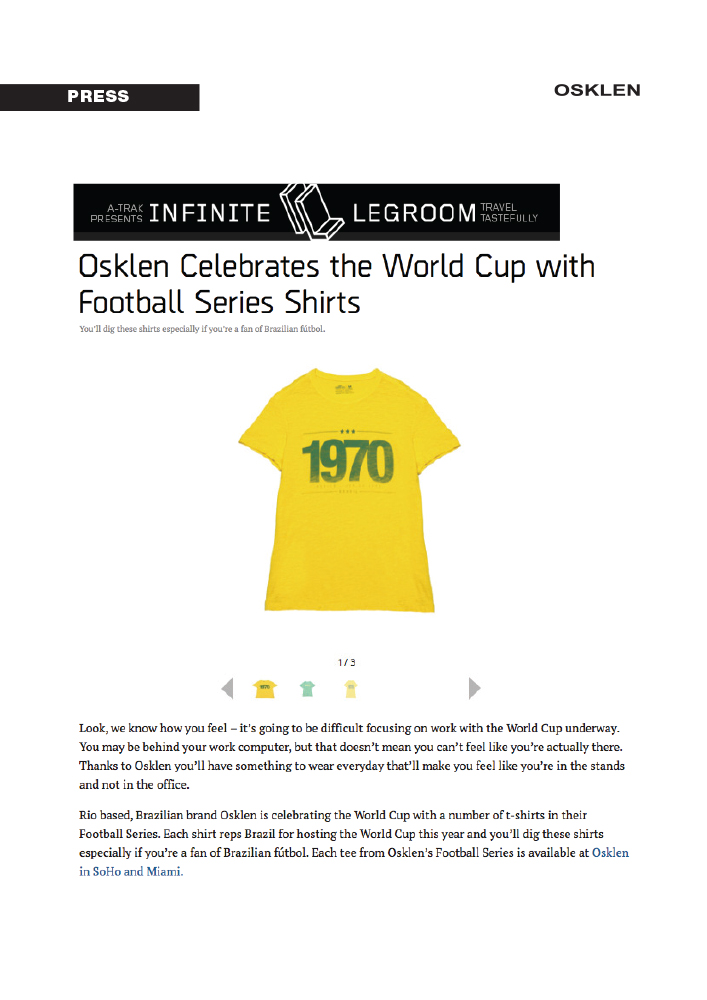 PRESS
OSKLEN
A-TRAK
PRESENTS
INFINITE
LEGROOM
TRAVEL
TASTEFULLY
Osklen Celebrates the World Cup with
Football Series Shirts
You'll dig these shirts especially if you're a fan of Brazilian fútbol.
1970
1 / 3
1970
Look, we know how you feel – it's going to be difficult focusing on work with the World Cup underway.
You may be behind your work computer, but that doesn't mean you can't feel like you're actually there.
Thanks to Osklen you'll have something to wear everyday that'll make you feel like you're in the stands
and not in the office.
Rio based, Brazilian brand Osklen is celebrating the World Cup with a number of t-shirts in their
Football Series. Each shirt reps Brazil for hosting the World Cup this year and you'll dig these shirts
especially if you're a fan of Brazilian fútbol. Each tee from Osklen's Football Series is available at Osklen
in SoHo and Miami.